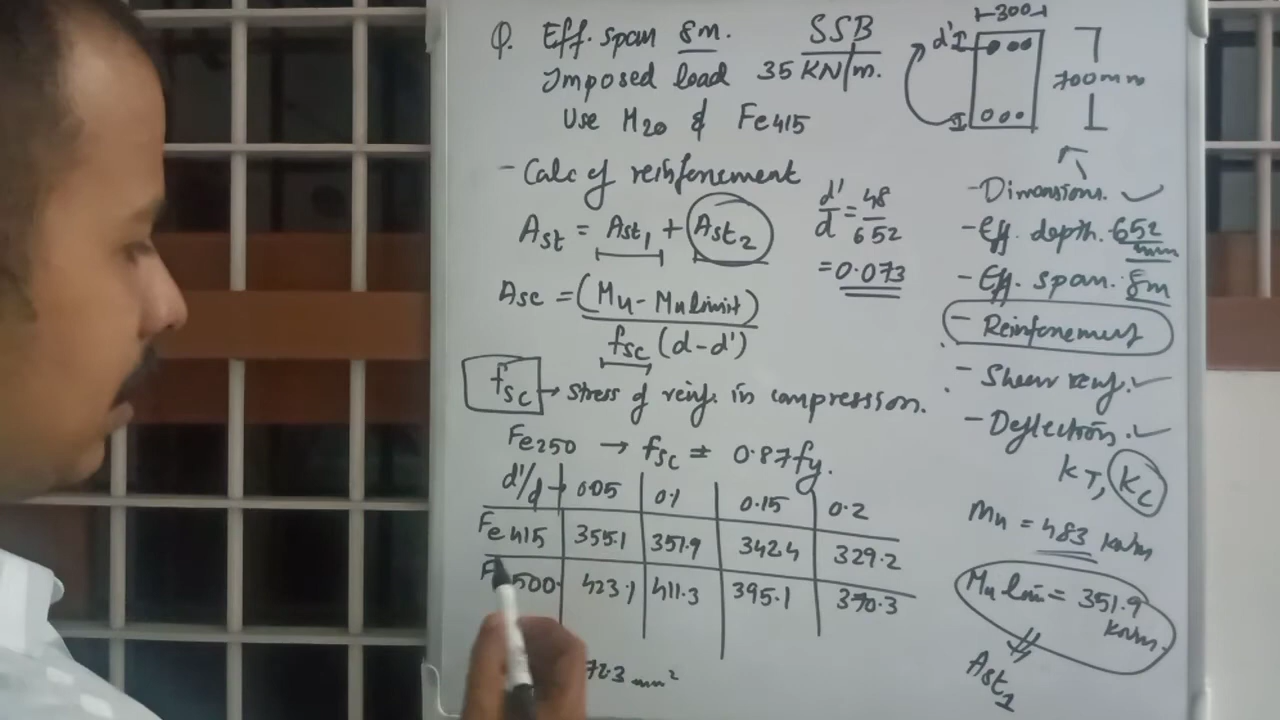 Q. Eff. span 8m. SSB
Imposed load 35 KN/m.
Use M20 & Fe415
300
d'
700mm
- Calc of reinforcement
Ast = Ast1 + Ast2
d'/d = 48/652
= 0.073
Asc = (Mu - Mulimit)
fsc (d-d')
fsc → stress of reinf. in compression.
Fe250 → fsc = 0.87fy.
d'/d → 0.05 0.1 0.15 0.2
Fe415 355.1 351.9 342.4 329.2
500. 423.1 411.3 395.1 370.3
72.3 mm²
- Dimensions. ✓
- Eff. depth. 652 mm
- Eff. span. 8m
- Reinforcement
- Shear reinf. ✓
- Deflection. ✓
KT, KC
Mu = 483 KNm
Mu lim = 351.9
KNm.
Ast1